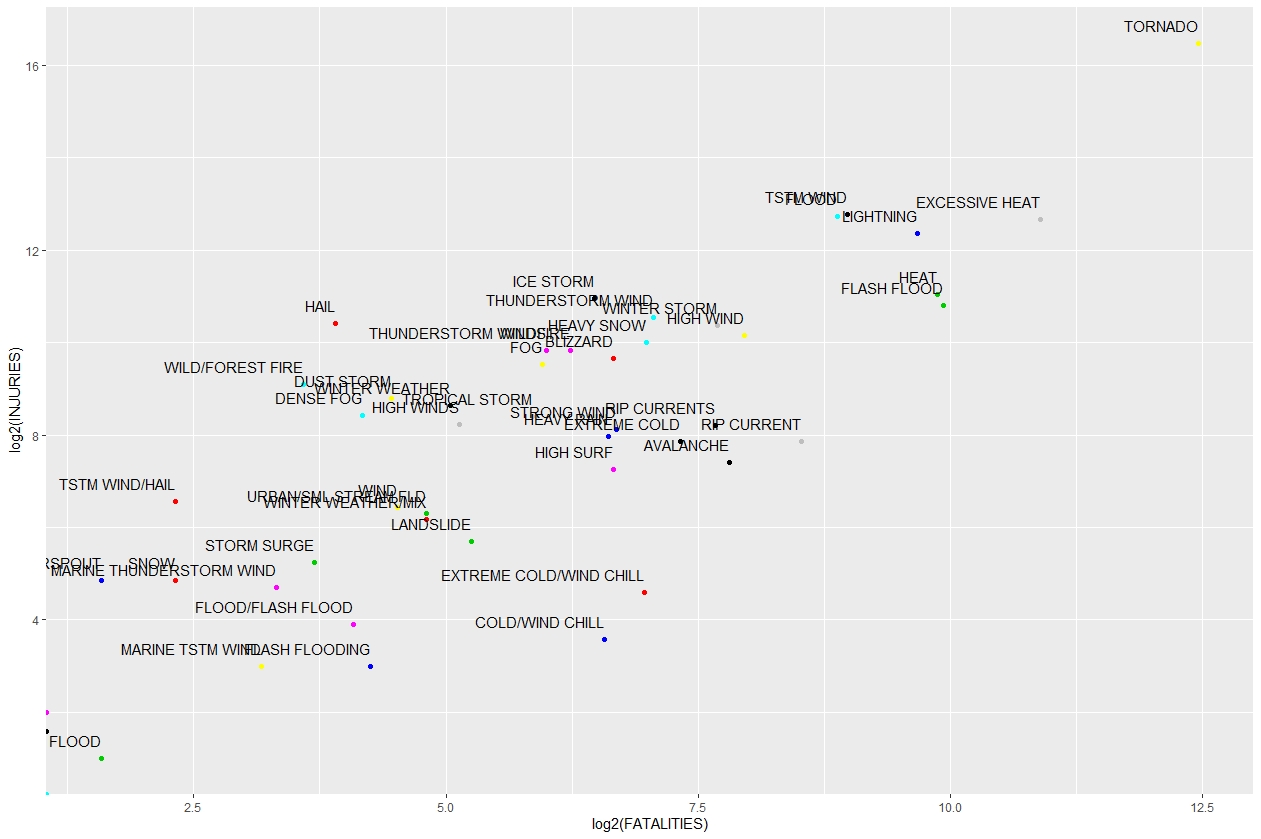 TORNADO
16
TSTM WIND
FLOOD
EXCESSIVE HEAT
LIGHTNING
12
HEAT
ICE STORM
FLASH FLOOD
THUNDERSTORM WIND
HAIL
WINTER STORM
HIGH WIND
HEAVY SNOW
THUNDERSTORM WINDS
WILDFIRE
BLIZZARD
FOG
WILD/FOREST FIRE
DUST STORM
WINTER WEATHER
DENSE FOG
TROPICAL STORM
HIGH WINDS
RIP CURRENTS
STRONG WIND
HEAVY RAIN
EXTREME COLD
RIP CURRENT
8
AVALANCHE
HIGH SURF
TSTM WIND/HAIL
WIND
URBAN/SML STREAM FLD
WINTER WEATHER/MIX
LANDSLIDE
STORM SURGE
RSPOUT
SNOW
MARINE THUNDERSTORM WIND
EXTREME COLD/WIND CHILL
FLOOD/FLASH FLOOD
4
COLD/WIND CHILL
MARINE TSTM WIND
FLASH FLOODING
FLOOD
2.5
5.0
7.5
10.0
12.5
log2(FATALITIES)
log2(INJURIES)